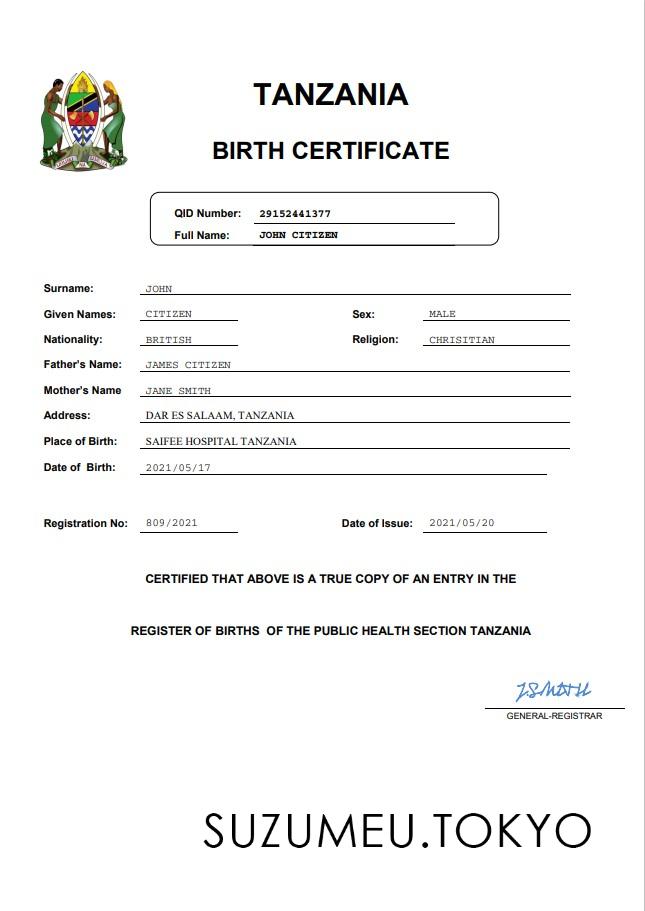 TANZANIA
BIRTH CERTIFICATE
QID Number: 29152441377
Full Name: JOHN CITIZEN
Surname: JOHN
Given Names: CITIZEN Sex: MALE
Nationality: BRITISH Religion: CHRISITIAN
Father's Name: JAMES CITIZEN
Mother's Name JANE SMITH
Address: DAR ES SALAAM, TANZANIA
Place of Birth: SAIFEE HOSPITAL TANZANIA
Date of Birth: 2021/05/17
Registration No: 809/2021 Date of Issue: 2021/05/20
CERTIFIED THAT ABOVE IS A TRUE COPY OF AN ENTRY IN THE
REGISTER OF BIRTHS OF THE PUBLIC HEALTH SECTION TANZANIA
J.SMITH
GENERAL-REGISTRAR
SUZUMEU.TOKYO